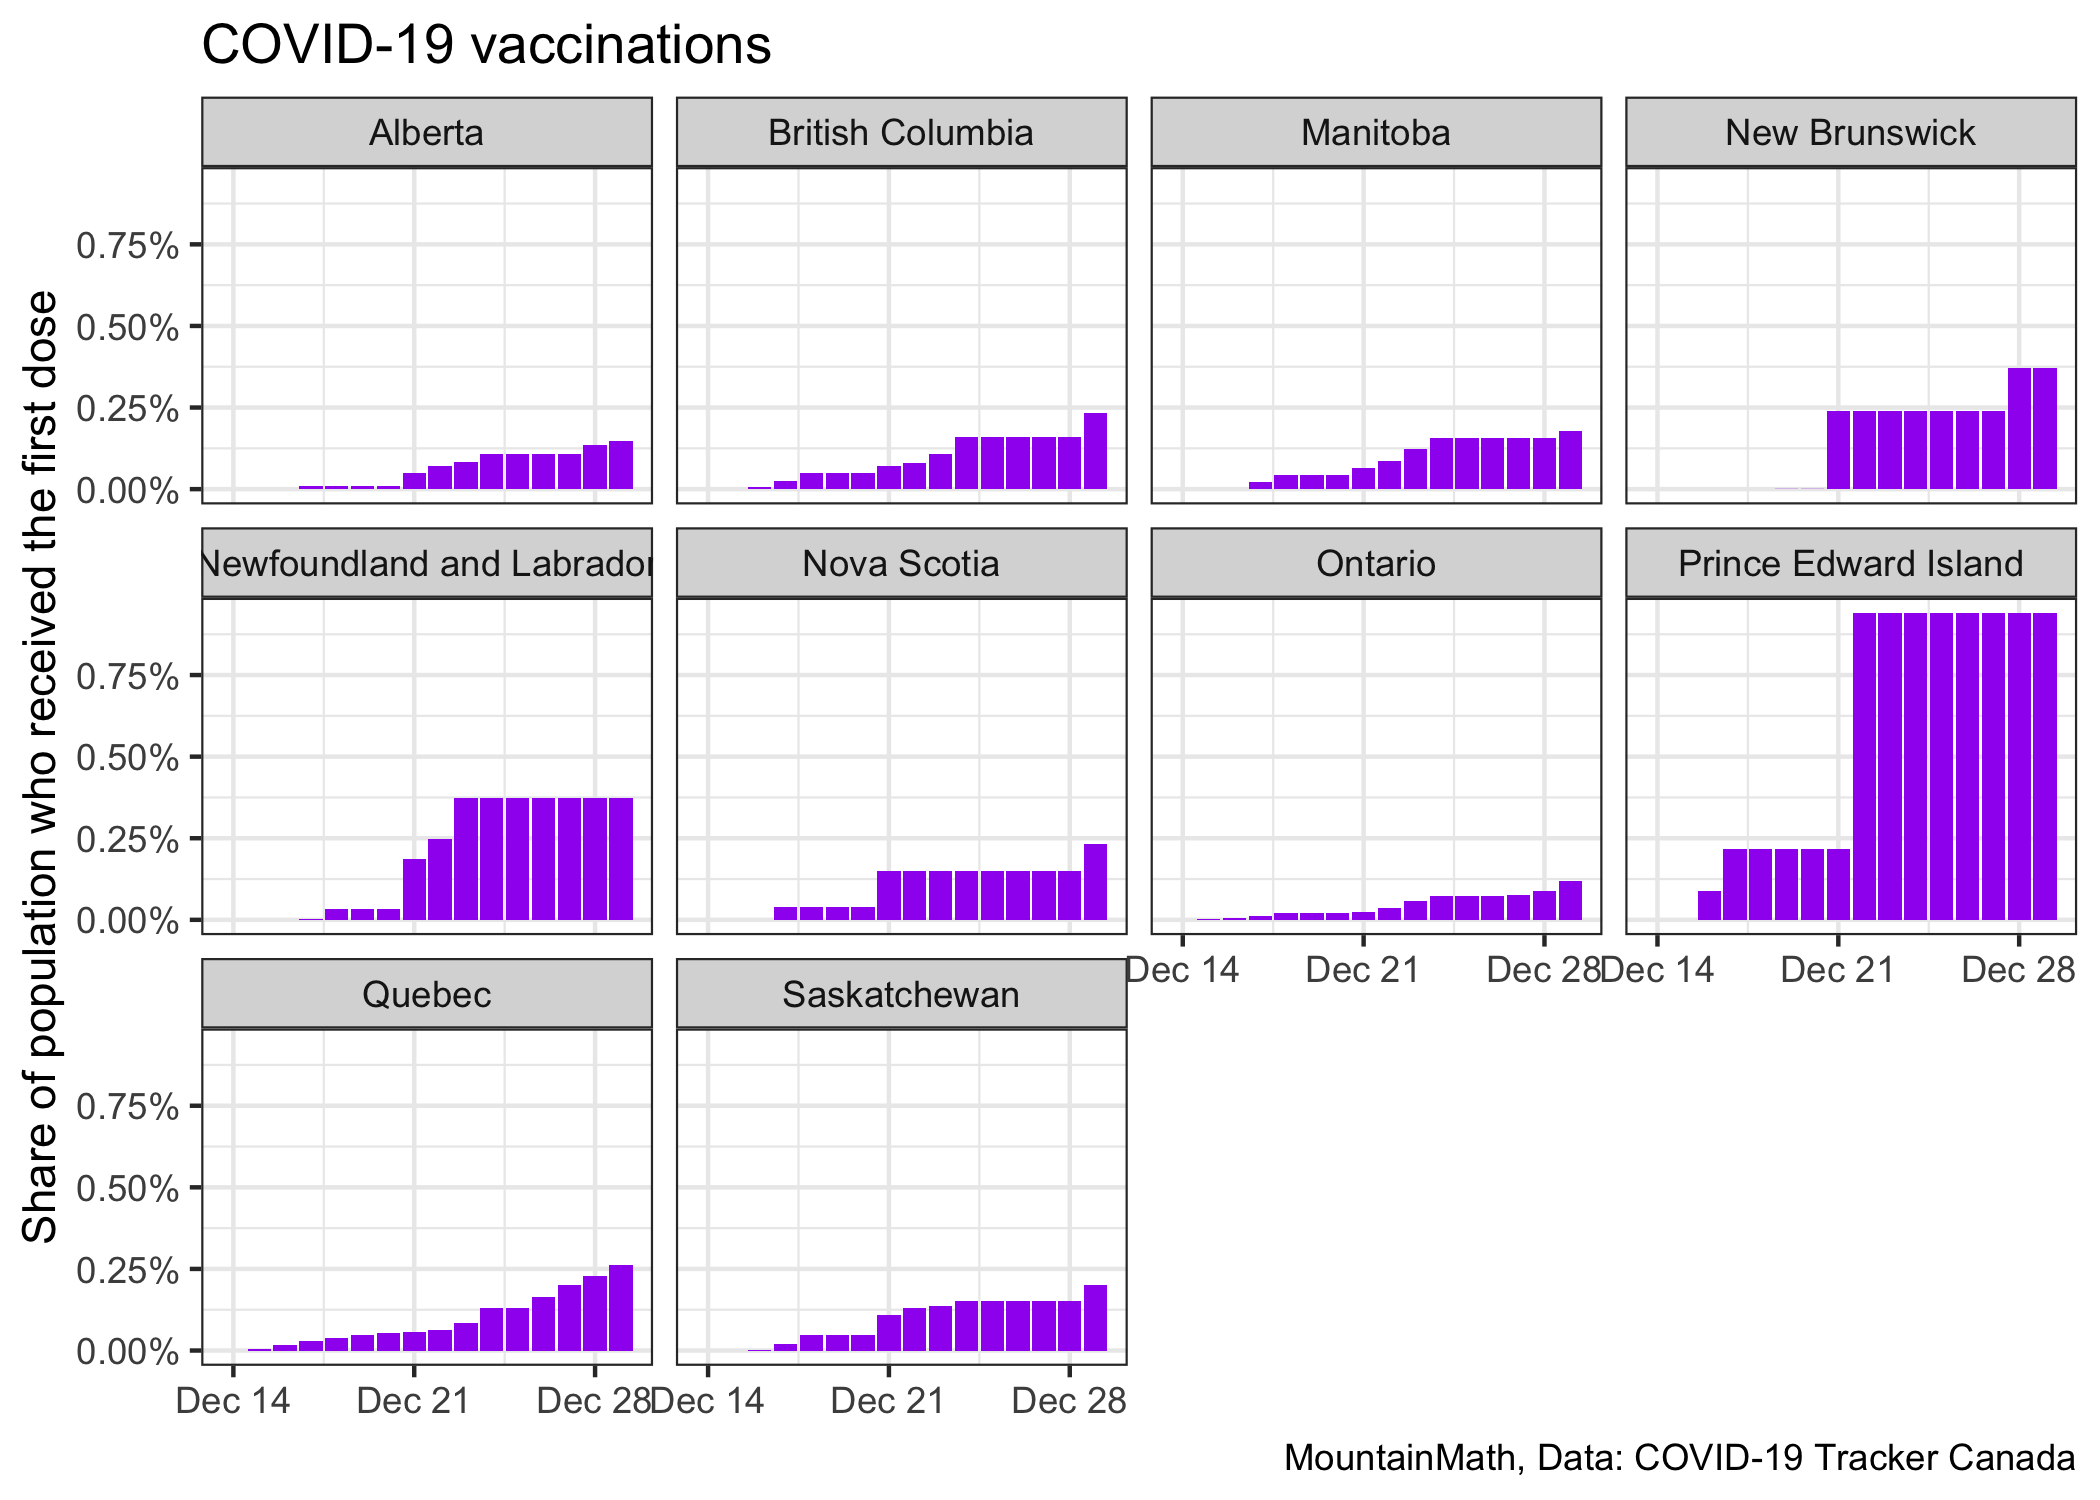 COVID-19 vaccinations
Share of population who received the first dose
Alberta
British Columbia
Manitoba
New Brunswick
0.75%
0.50%
0.25%
0.00%
Newfoundland and Labrador
Nova Scotia
Ontario
Prince Edward Island
0.75%
0.50%
0.25%
0.00%
Dec 14 Dec 21 Dec 28 Dec 14 Dec 21 Dec 28
Quebec
Saskatchewan
0.75%
0.50%
0.25%
0.00%
Dec 14 Dec 21 Dec 28 Dec 14 Dec 21 Dec 28
MountainMath, Data: COVID-19 Tracker Canada